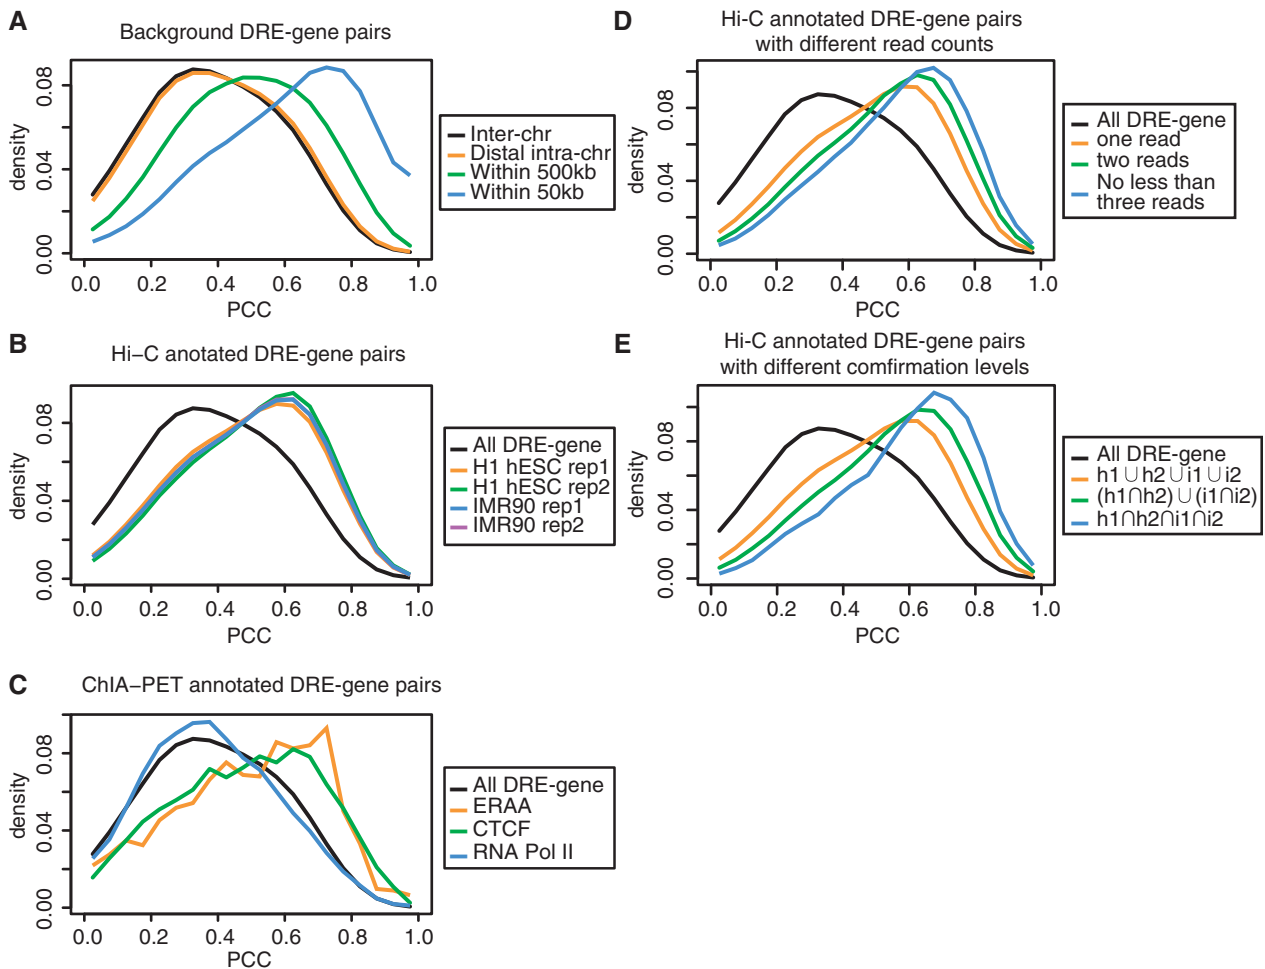 A
Background DRE-gene pairs
density
0.00
0.04
0.08
0.0 0.2 0.4 0.6 0.8 1.0
PCC
Inter-chr
Distal intra-chr
Within 500kb
Within 50kb
B
Hi−C anotated DRE-gene pairs
density
0.00
0.04
0.08
0.0 0.2 0.4 0.6 0.8 1.0
PCC
All DRE-gene
H1 hESC rep1
H1 hESC rep2
IMR90 rep1
IMR90 rep2
C
ChIA−PET annotated DRE-gene pairs
density
0.00
0.04
0.08
0.0 0.2 0.4 0.6 0.8 1.0
PCC
All DRE-gene
ERAA
CTCF
RNA Pol II
D
Hi-C annotated DRE-gene pairs
with different read counts
density
0.00
0.04
0.08
0.0 0.2 0.4 0.6 0.8 1.0
PCC
All DRE-gene
one read
two reads
No less than
three reads
E
Hi-C annotated DRE-gene pairs
with different comfirmation levels
density
0.00
0.04
0.08
0.0 0.2 0.4 0.6 0.8 1.0
PCC
All DRE-gene
h1∪h2∪i1∪i2
(h1∩h2)∪(i1∩i2)
h1∩h2∩i1∩i2